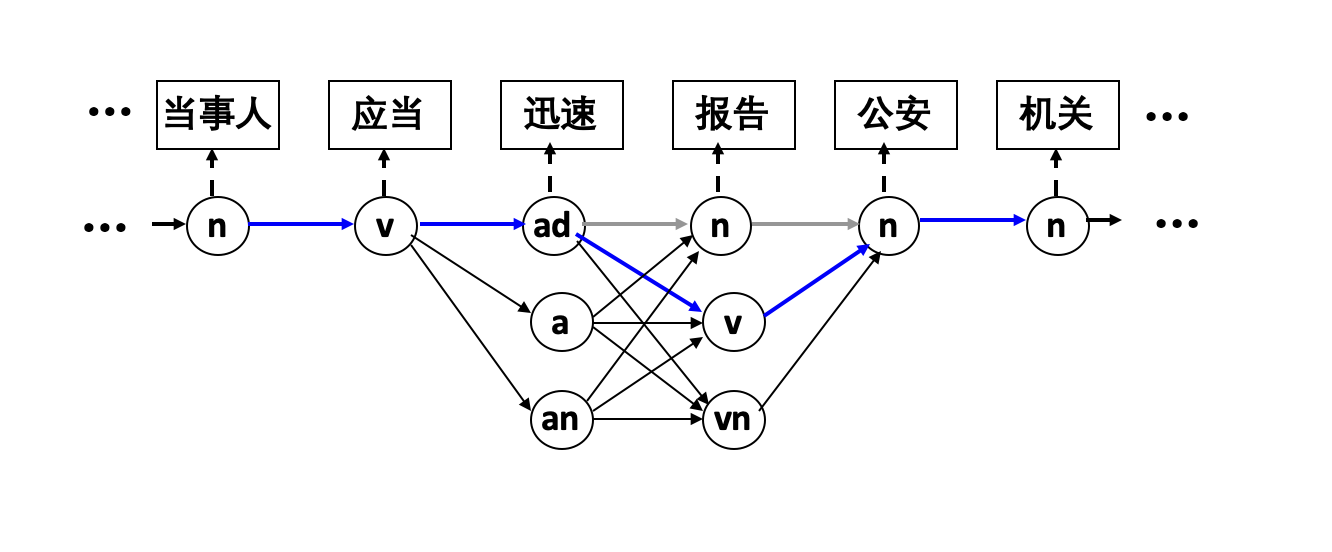 ... 当事人 应当 迅速 报告 公安 机关 ...
... n v ad n n n ...
a v
an vn